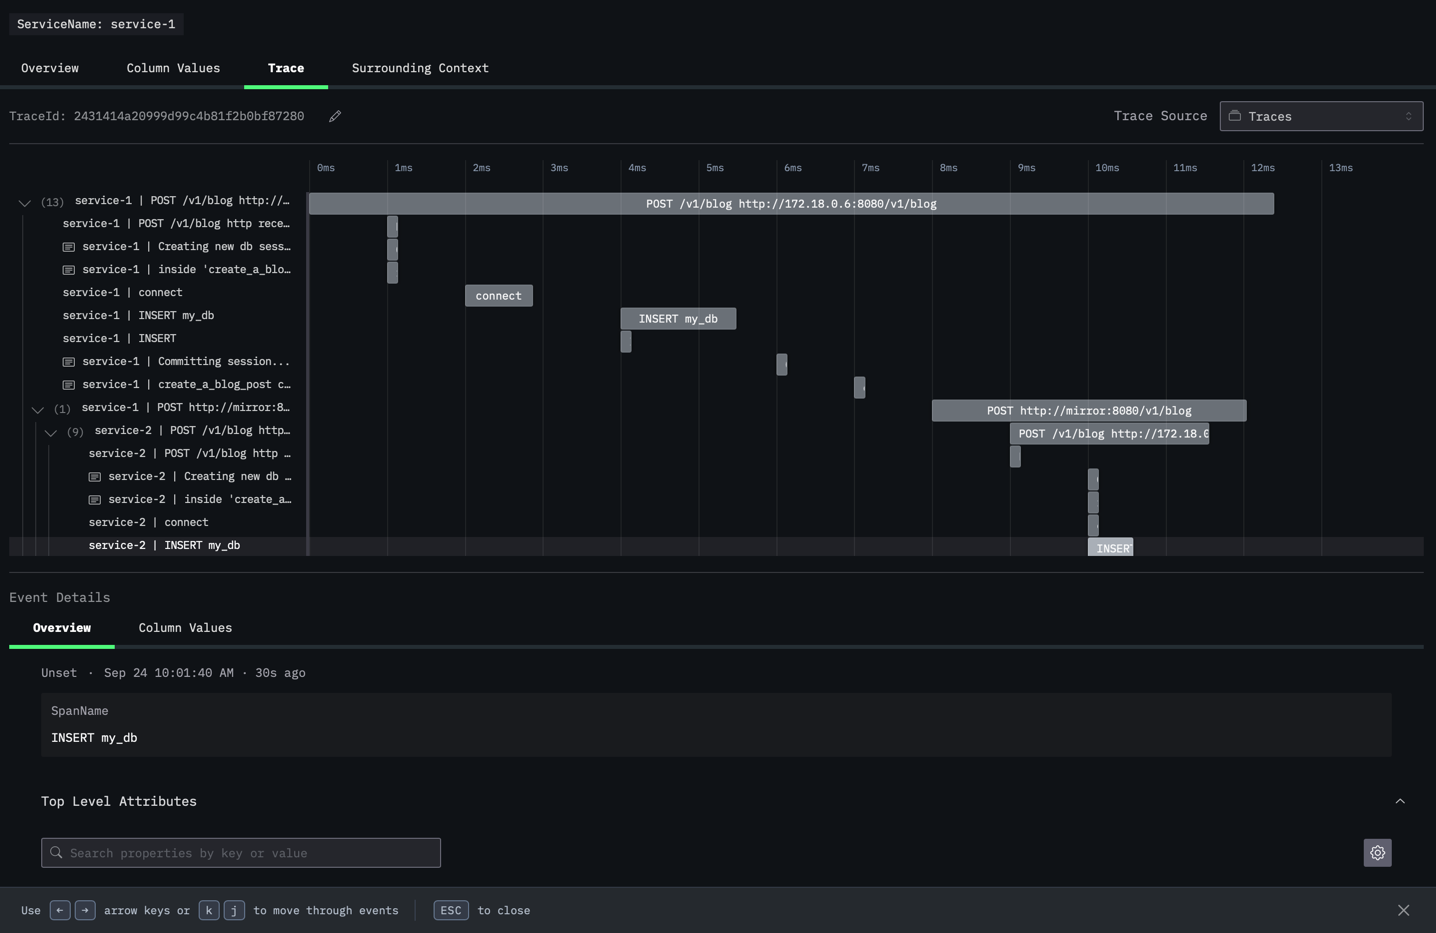 ServiceName: service-1
Overview Column Values Trace Surrounding Context
TraceId: 2431414a20999d99c4b81f2b0bf87280
Trace Source Traces
0ms 1ms 2ms 3ms 4ms 5ms 6ms 7ms 8ms 9ms 10ms 11ms 12ms 13ms
(13) service-1 | POST /v1/blog http://… POST /v1/blog http://172.18.0.6:8080/v1/blog
service-1 | POST /v1/blog http rece…
service-1 | Creating new db sess…
service-1 | inside 'create_a_blo…
service-1 | connect connect
service-1 | INSERT my_db INSERT my_db
service-1 | INSERT
service-1 | Committing session...
service-1 | create_a_blog_post c…
(1) service-1 | POST http://mirror:8… POST http://mirror:8080/v1/blog
(9) service-2 | POST /v1/blog http… POST /v1/blog http://172.18.0
service-2 | POST /v1/blog http …
service-2 | Creating new db …
service-2 | inside 'create_a…
service-2 | connect
service-2 | INSERT my_db INSER
Event Details
Overview Column Values
Unset · Sep 24 10:01:40 AM · 30s ago
SpanName
INSERT my_db
Top Level Attributes
Search properties by key or value
Use ← → arrow keys or k j to move through events ESC to close